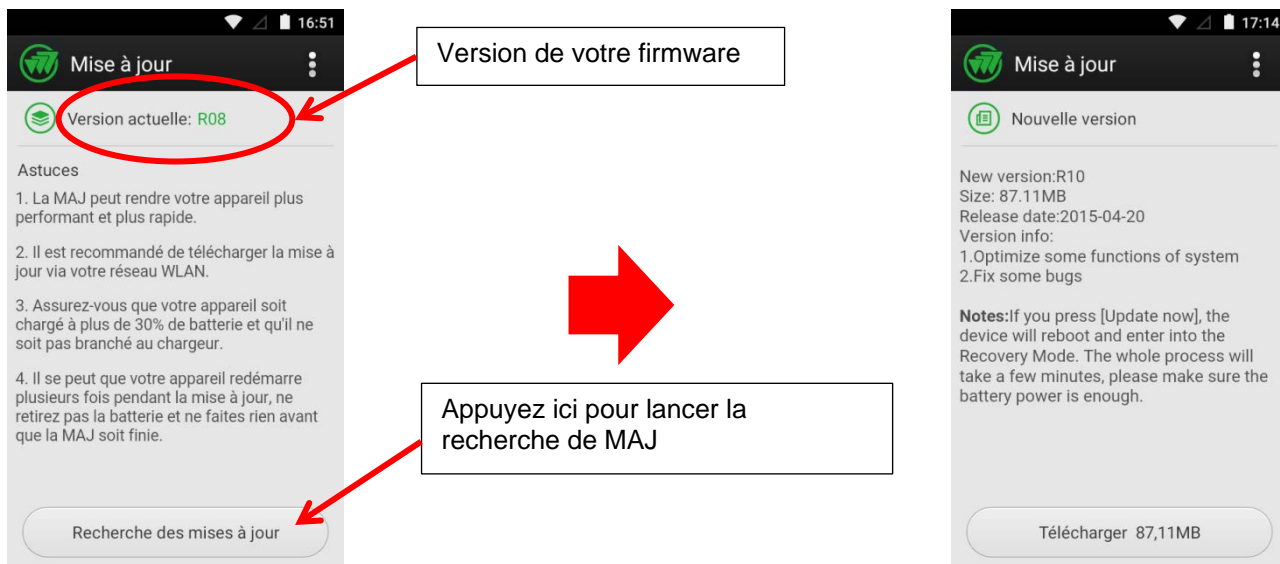 16:51
Mise à jour
Version actuelle: R08
Astuces
1. La MAJ peut rendre votre appareil plus
performant et plus rapide.
2. Il est recommandé de télécharger la mise à
jour via votre réseau WLAN.
3. Assurez-vous que votre appareil soit
chargé à plus de 30% de batterie et qu'il ne
soit pas branché au chargeur.
4. Il se peut que votre appareil redémarre
plusieurs fois pendant la mise à jour, ne
retirez pas la batterie et ne faites rien avant
que la MAJ soit finie.
Recherche des mises à jour
Version de votre firmware
Appuyez ici pour lancer la
recherche de MAJ
17:14
Mise à jour
Nouvelle version
New version:R10
Size: 87.11MB
Release date:2015-04-20
Version info:
1.Optimize some functions of system
2.Fix some bugs
Notes:If you press [Update now], the
device will reboot and enter into the
Recovery Mode. The whole process will
take a few minutes, please make sure the
battery power is enough.
Télécharger 87,11MB